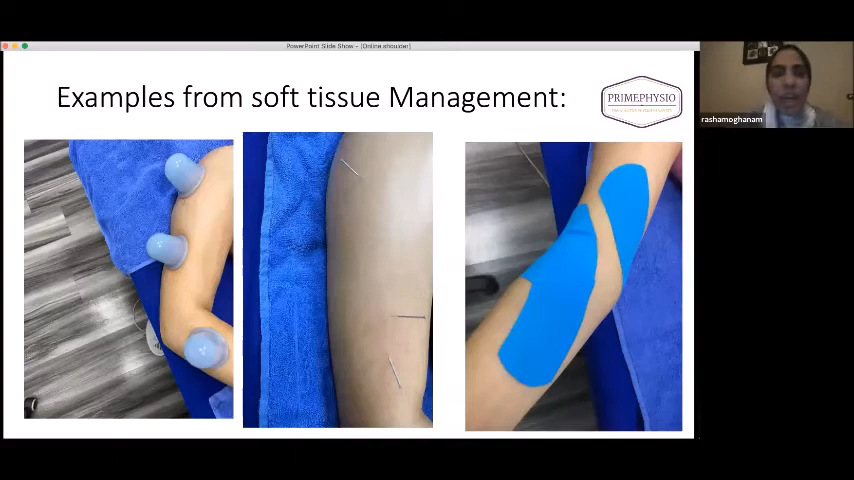 PowerPoint Slide Show - [Online shoulder]
Examples from soft tissue Management:
PRIMEPHYSIO
rashamoghanam